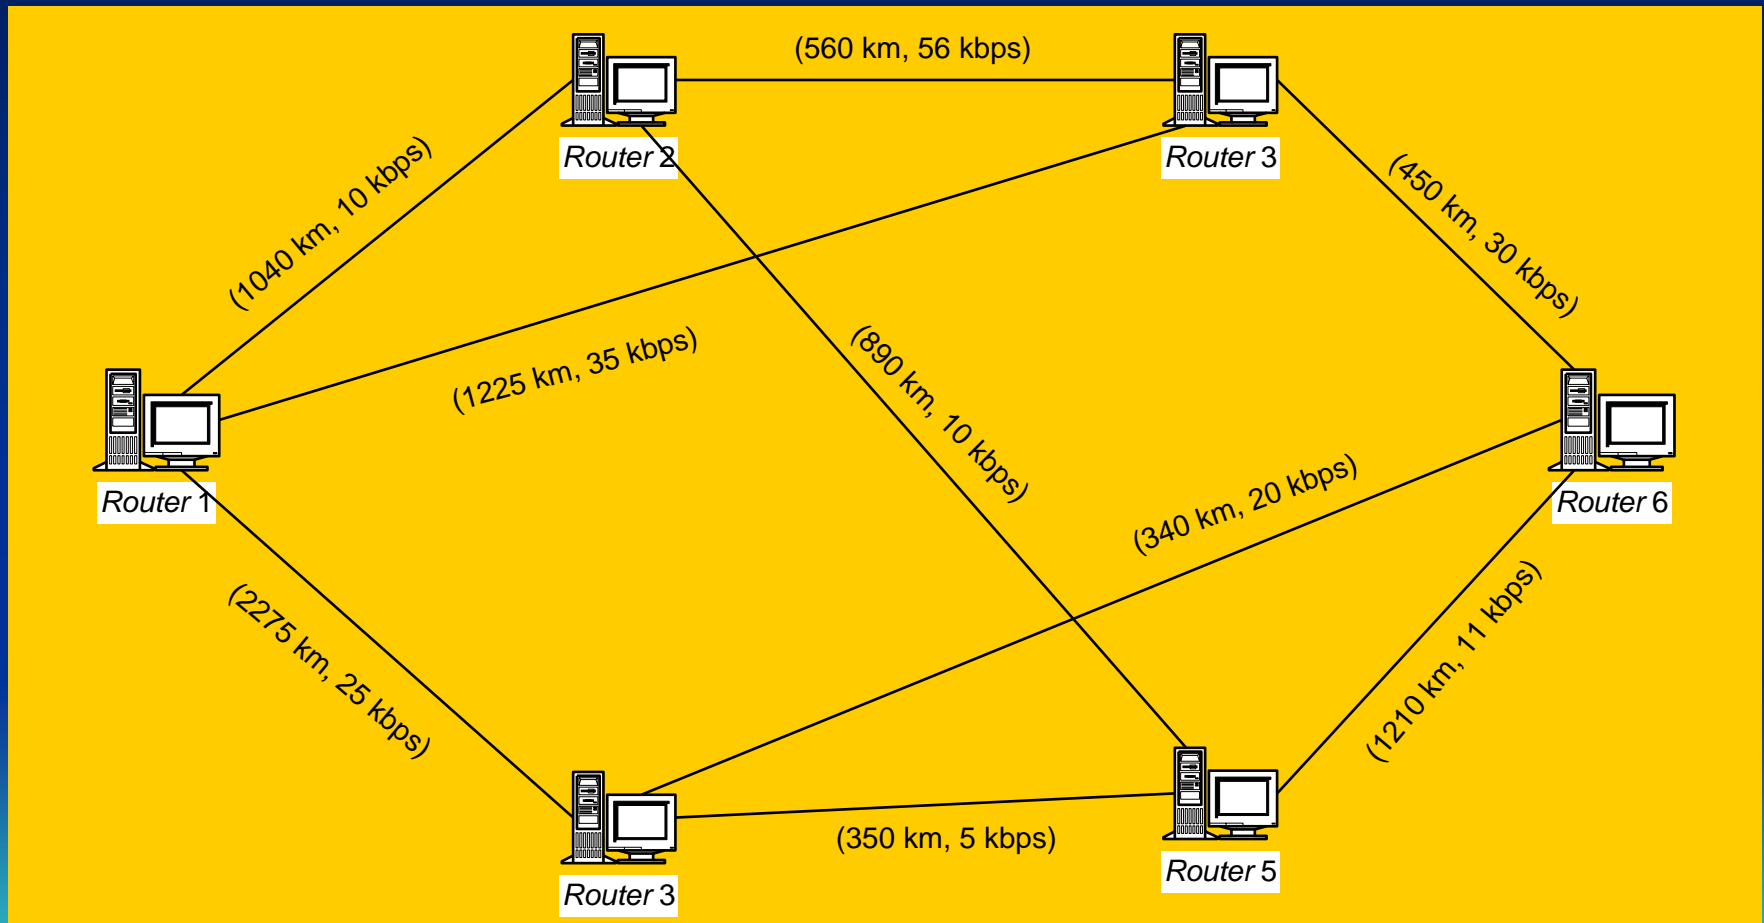 (560 km, 56 kbps)
Router 2
Router 3
(1040 km, 10 kbps)
(450 km, 30 kbps)
(1225 km, 35 kbps)
(890 km, 10 kbps)
Router 1
(340 km, 20 kbps)
Router 6
(2275 km, 25 kbps)
(1210 km, 11 kbps)
(350 km, 5 kbps)
Router 3
Router 5